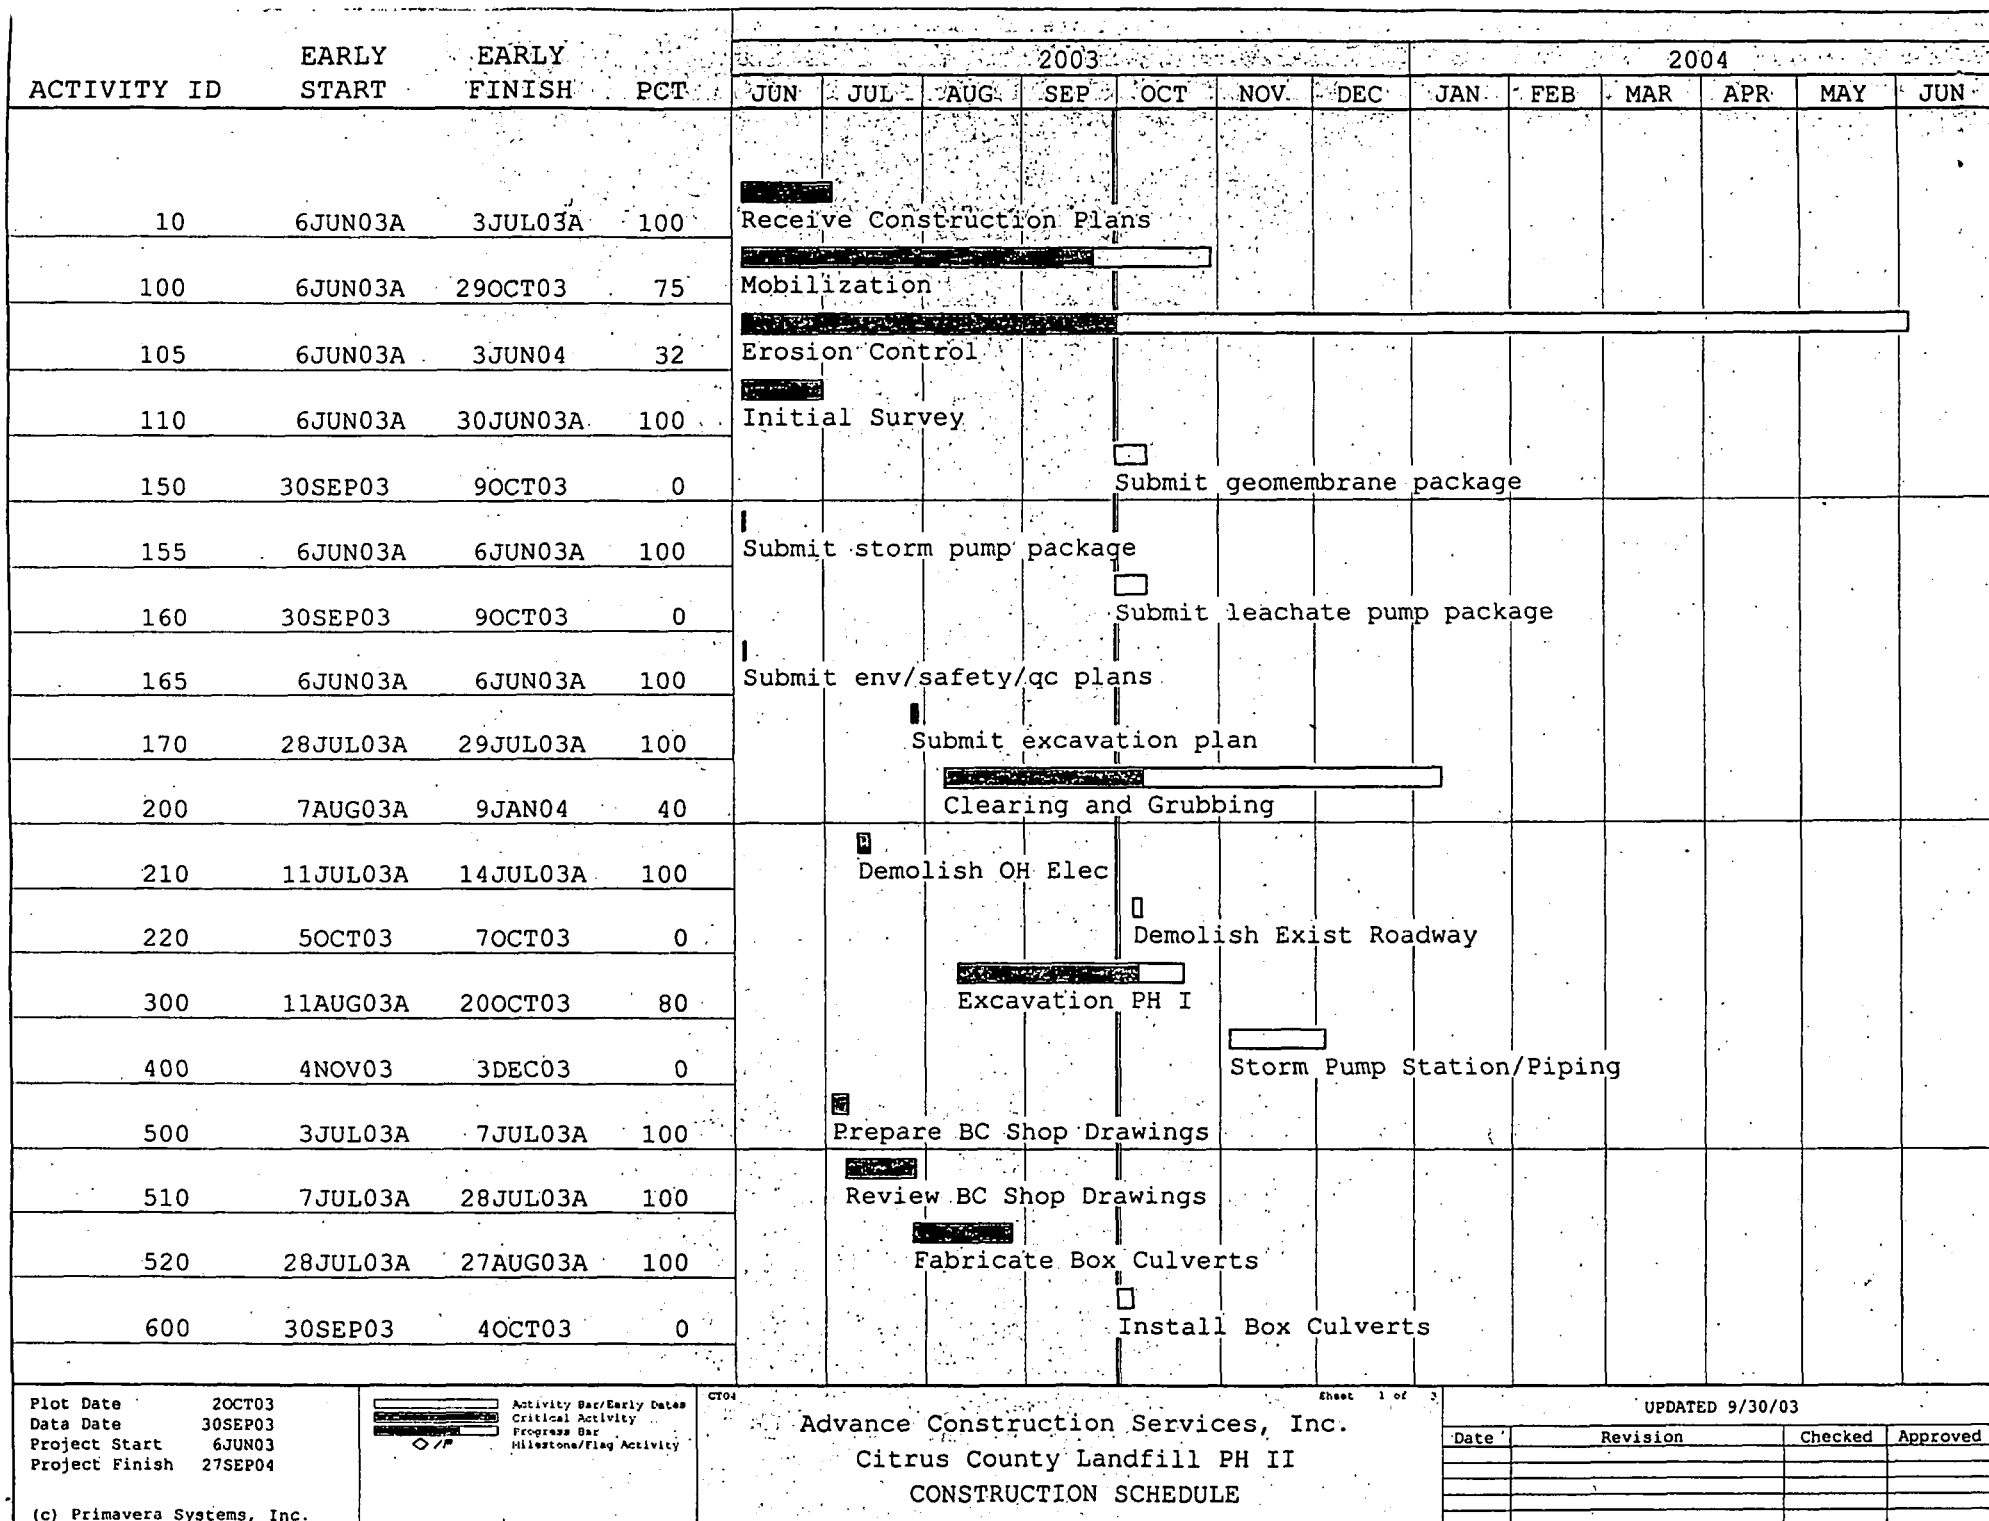 2003 2004
EARLY EARLY
ACTIVITY ID START FINISH PCT JUN JUL AUG SEP OCT NOV DEC JAN FEB MAR APR MAY JUN
10 6JUN03A 3JUL03A 100 Receive Construction Plans
100 6JUN03A 29OCT03 75 Mobilization
105 6JUN03A 3JUN04 32 Erosion Control
110 6JUN03A 30JUN03A 100 Initial Survey
150 30SEP03 9OCT03 0 Submit geomembrane package
155 6JUN03A 6JUN03A 100 Submit storm pump package
160 30SEP03 9OCT03 0 Submit leachate pump package
165 6JUN03A 6JUN03A 100 Submit env/safety/qc plans
170 28JUL03A 29JUL03A 100 Submit excavation plan
200 7AUG03A 9JAN04 40 Clearing and Grubbing
210 11JUL03A 14JUL03A 100 Demolish OH Elec
220 5OCT03 7OCT03 0 Demolish Exist Roadway
300 11AUG03A 20OCT03 80 Excavation PH I
400 4NOV03 3DEC03 0 Storm Pump Station/Piping
500 3JUL03A 7JUL03A 100 Prepare BC Shop Drawings
510 7JUL03A 28JUL03A 100 Review BC Shop Drawings
520 28JUL03A 27AUG03A 100 Fabricate Box Culverts
600 30SEP03 4OCT03 0 Install Box Culverts
Plot Date 2OCT03
Data Date 30SEP03
Project Start 6JUN03
Project Finish 27SEP04
(c) Primavera Systems, Inc.
Activity Bar/Early Dates
Critical Activity
Progress Bar
Milestone/Flag Activity
CT04
Sheet 1 of 3
Advance Construction Services, Inc.
Citrus County Landfill PH II
CONSTRUCTION SCHEDULE
UPDATED 9/30/03
Date Revision Checked Approved